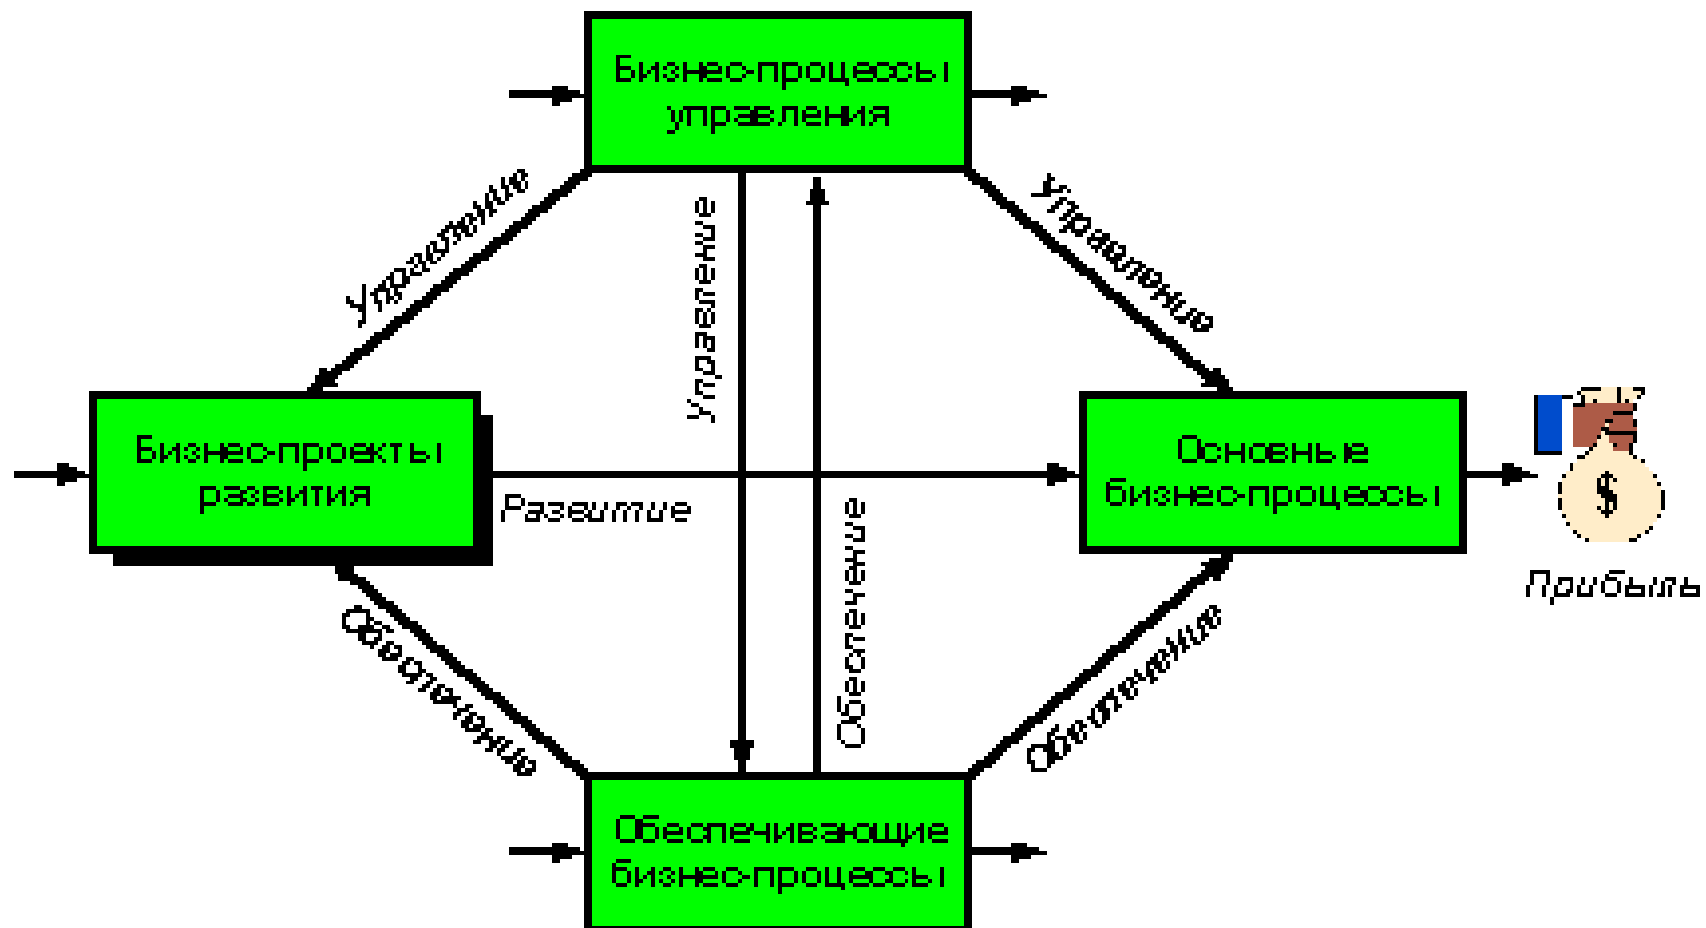 Бизнес-процессы
управления
Управление
Управление
Управление
Бизнес-проекты
развития
Основные
бизнес-процессы
$
Развитие
Обеспечение
Прибыль
Обеспечение
Обеспечение
Обеспечивающие
бизнес-процессы